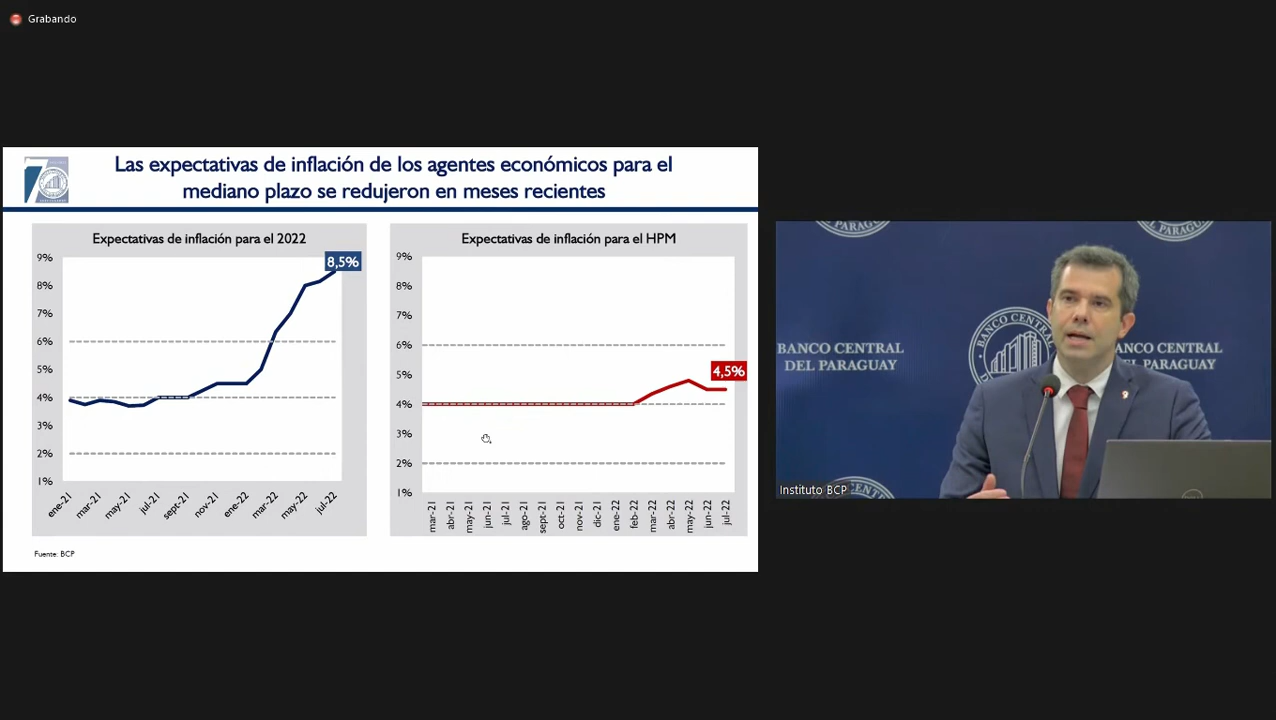 Grabando
Las expectativas de inflación de los agentes económicos para el
mediano plazo se redujeron en meses recientes
Expectativas de inflación para el 2022
8,5%
9%
8%
7%
6%
5%
4%
3%
2%
1%
ene-21
mar-21
may-21
jul-21
sept-21
nov-21
ene-22
mar-22
may-22
jul-22
Expectativas de inflación para el HPM
9%
8%
7%
6%
5%
4%
3%
2%
1%
4,5%
mar-21
abr-21
may-21
jun-21
jul-21
ago-21
sept-21
oct-21
nov-21
dic-21
ene-22
feb-22
mar-22
abr-22
may-22
jun-22
jul-22
Fuente: BCP
BANCO CENTRAL
DEL PARAGUAY
BANCO CENTRAL
BANCO CENTRAL
DEL PARAGUAY
DEL PARAGUAY
Instituto BCP